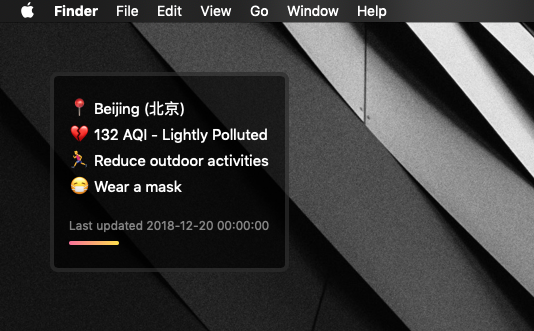 Finder File Edit View Go Window Help
Beijing (北京)
132 AQI - Lightly Polluted
Reduce outdoor activities
Wear a mask
Last updated 2018-12-20 00:00:00